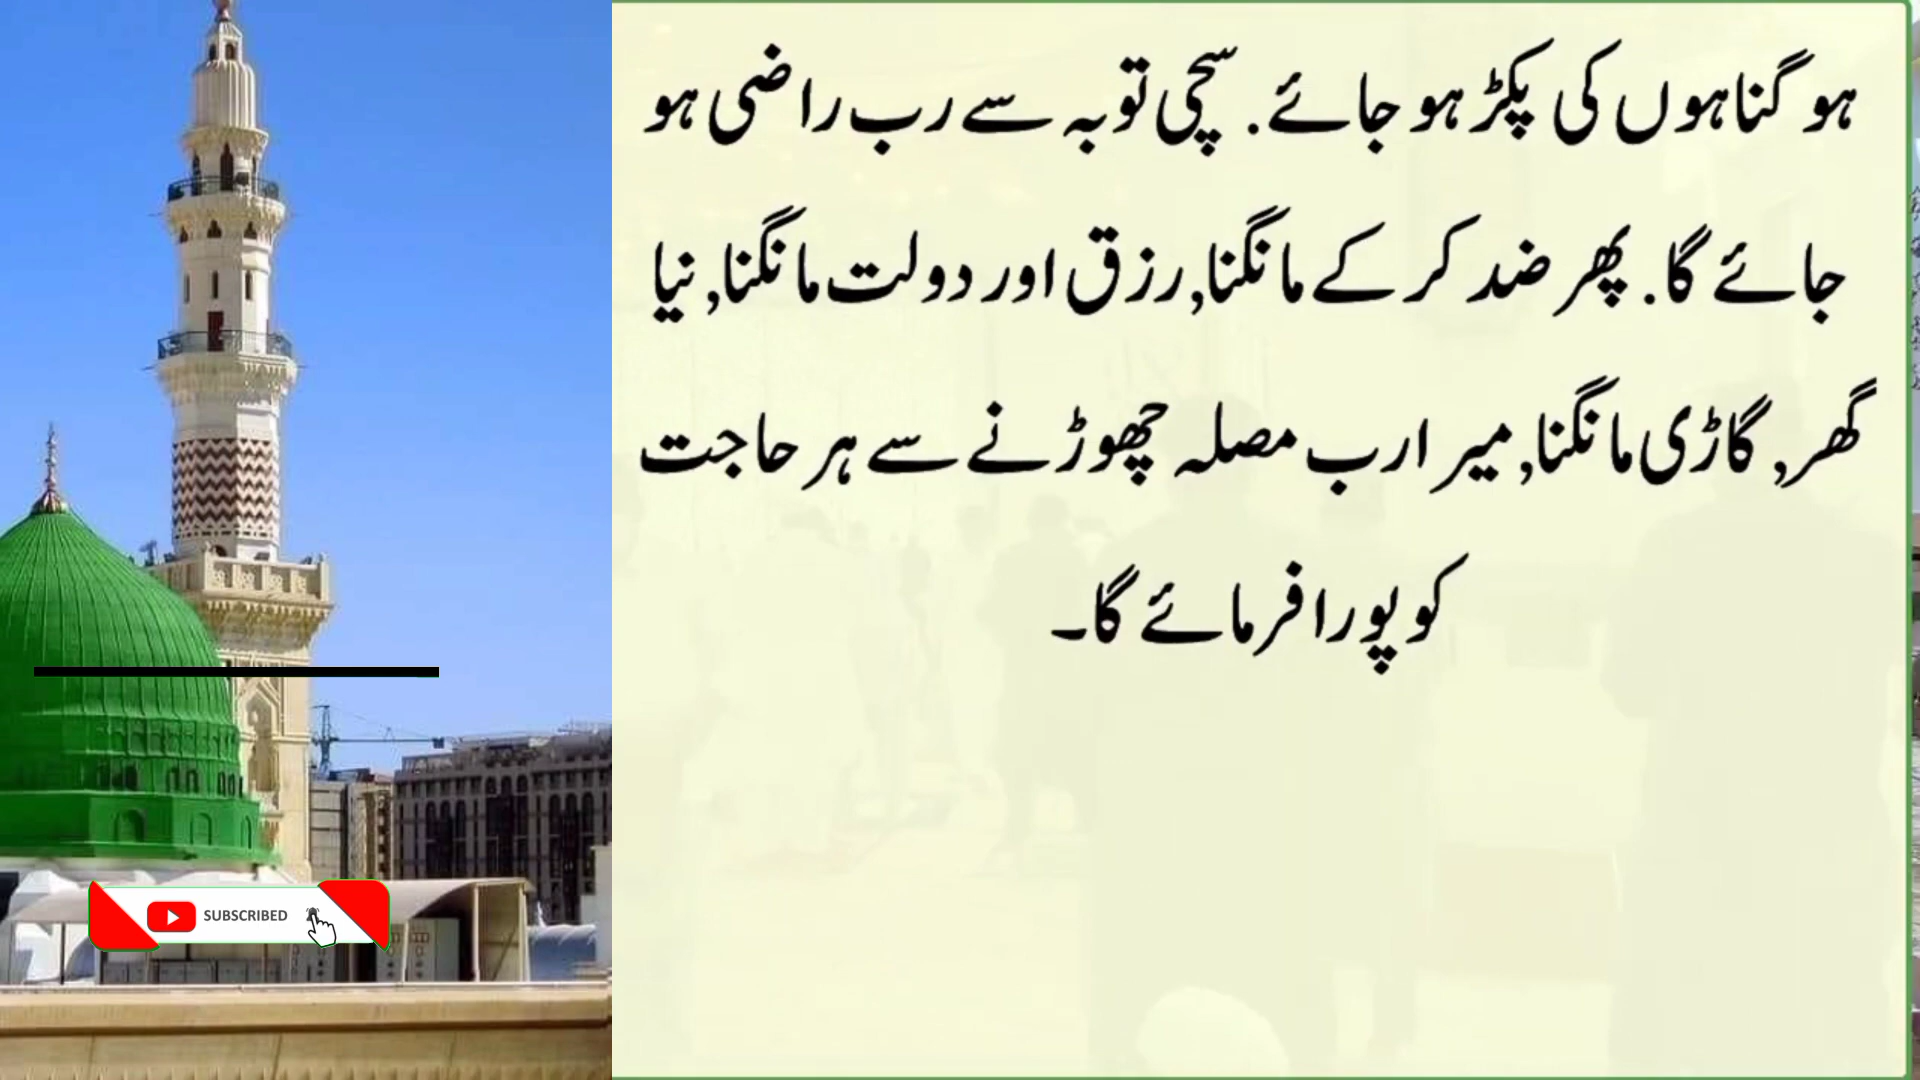 ہو گناہوں کی پکڑ ہو جائے. سچی توبہ سے رب راضی ہو
جائے گا. پھر ضد کر کے مانگنا, رزق اور دولت مانگنا, نیا
گھر, گاڑی مانگنا, میرا رب مصلہ چھوڑنے سے ہر حاجت
کو پورا فرمائے گا۔
SUBSCRIBED